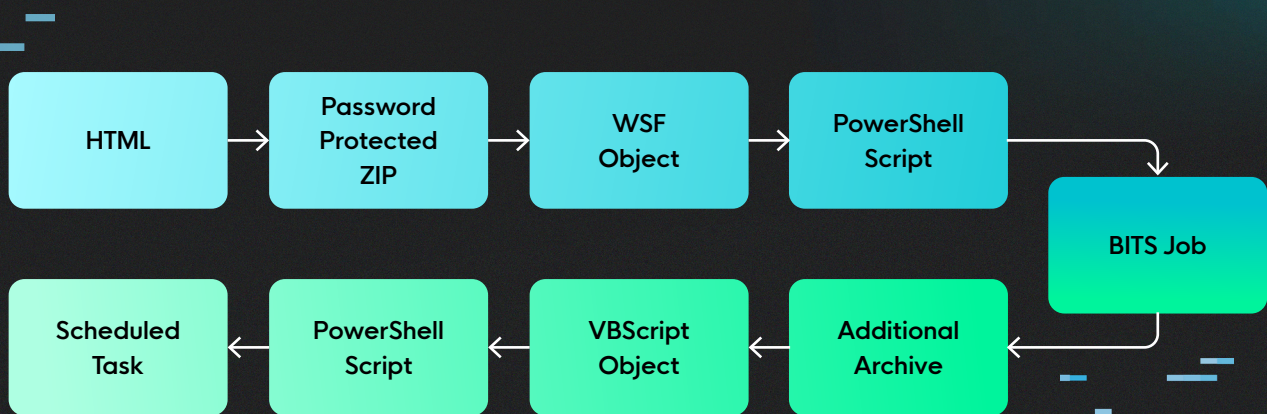 HTML
Password
Protected
ZIP
WSF
Object
PowerShell
Script
BITS Job
Additional
Archive
VBScript
Object
PowerShell
Script
Scheduled
Task